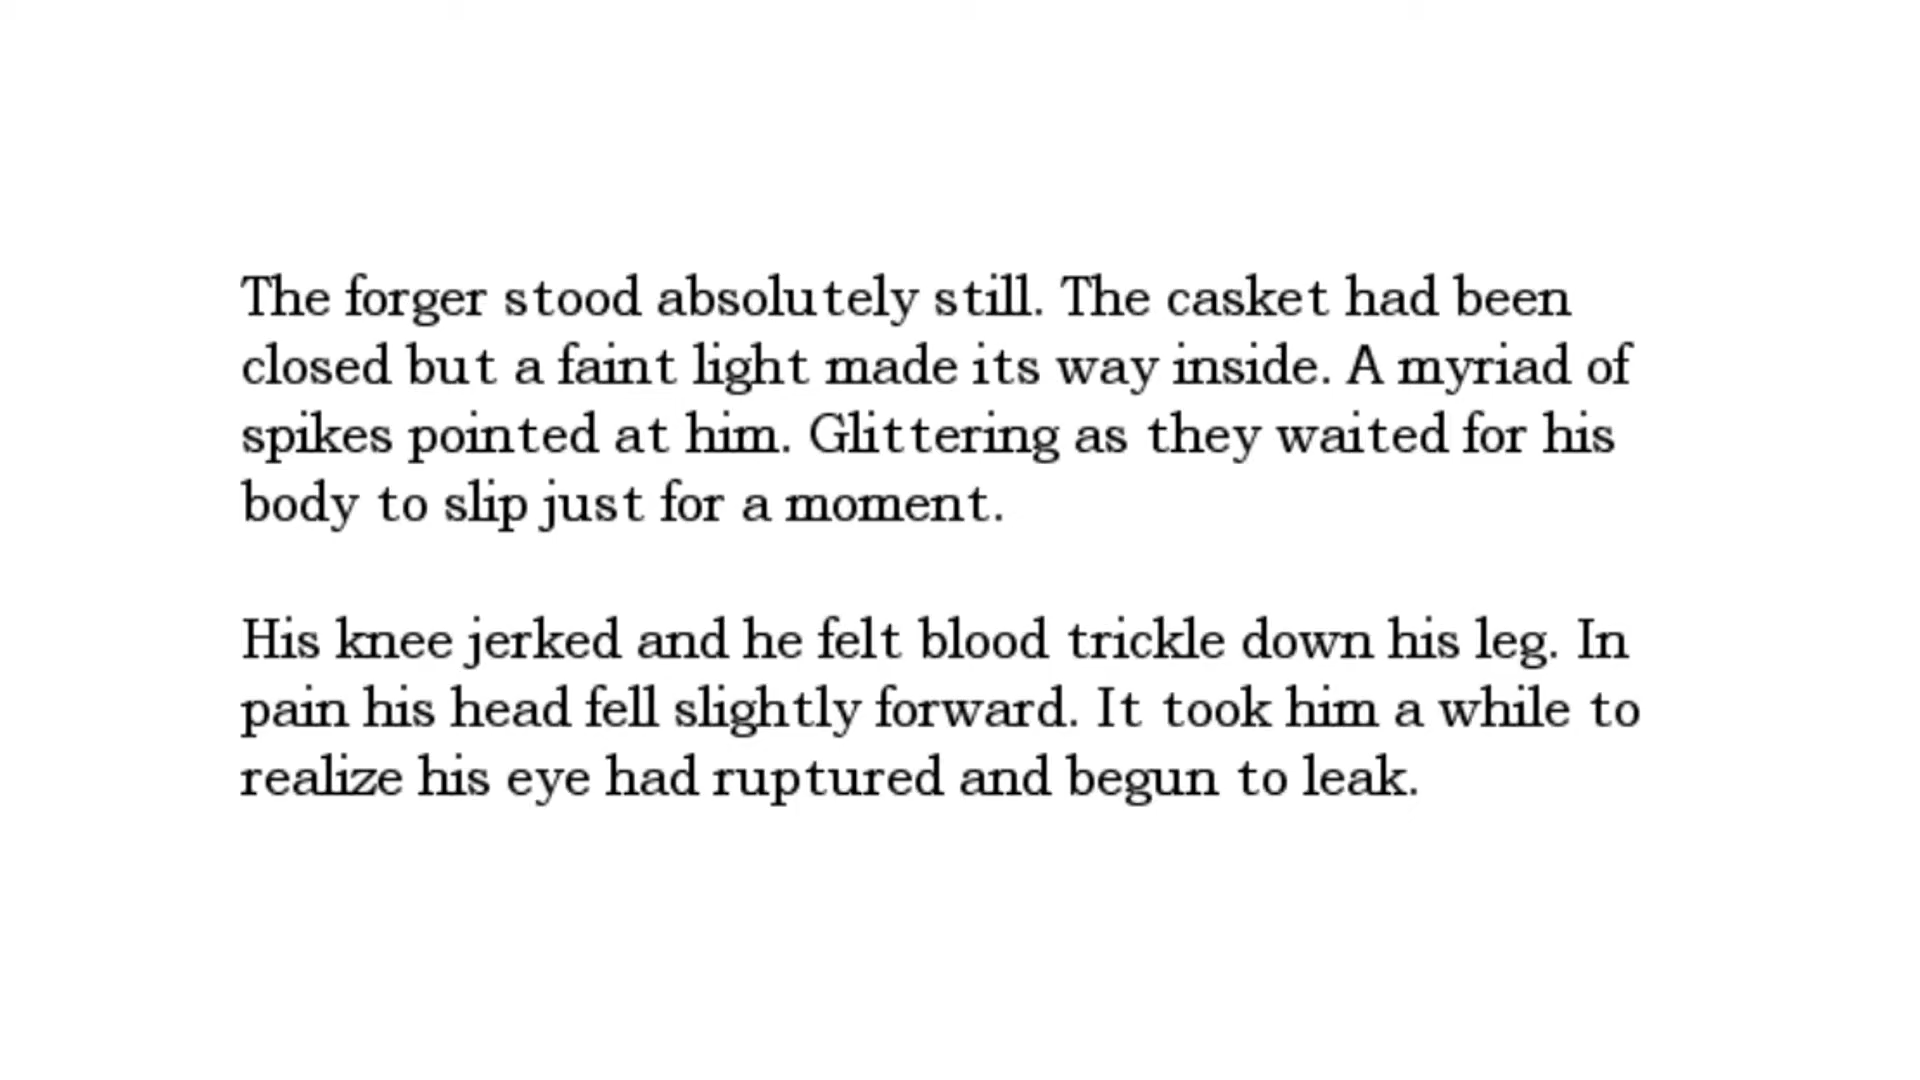 The forger stood absolutely still. The casket had been
closed but a faint light made its way inside. A myriad of
spikes pointed at him. Glittering as they waited for his
body to slip just for a moment.
His knee jerked and he felt blood trickle down his leg. In
pain his head fell slightly forward. It took him a while to
realize his eye had ruptured and begun to leak.